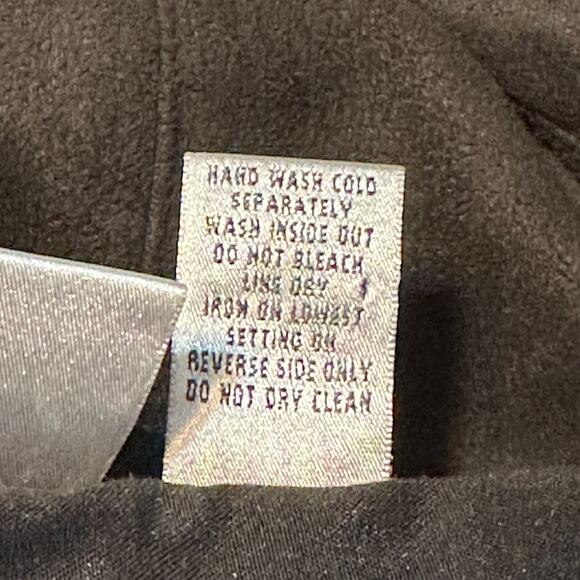 HAND WASH COLD
SEPARATELY
WASH INSIDE OUT
DO NOT BLEACH
LINE DRY
IRON ON LOWEST
SETTING ON
REVERSE SIDE ONLY
DO NOT DRY CLEAN